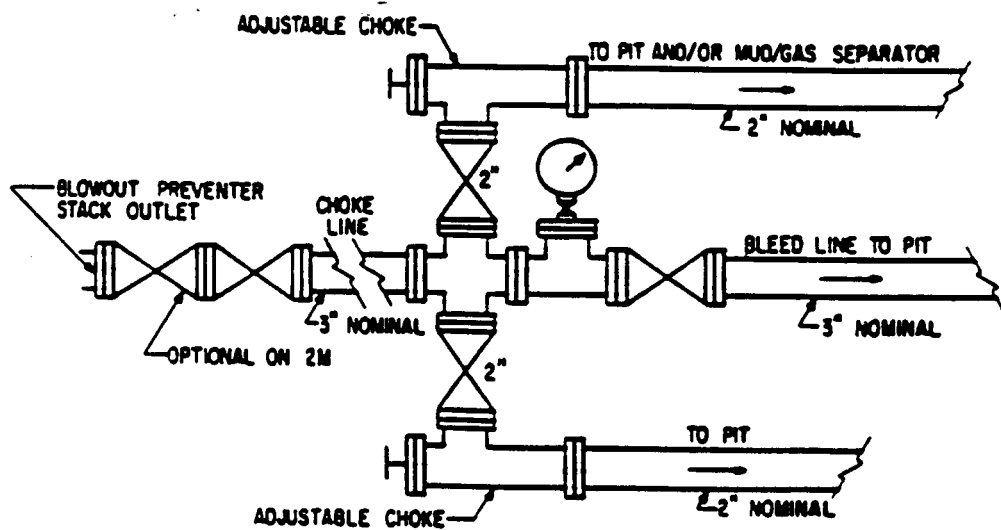 ADJUSTABLE CHOKE
TO PIT AND/OR MUD/GAS SEPARATOR
2" NOMINAL
2"
BLOWOUT PREVENTER
STACK OUTLET
CHOKE
LINE
BLEED LINE TO PIT
3" NOMINAL
3" NOMINAL
OPTIONAL ON 2M
2"
TO PIT
2" NOMINAL
ADJUSTABLE CHOKE